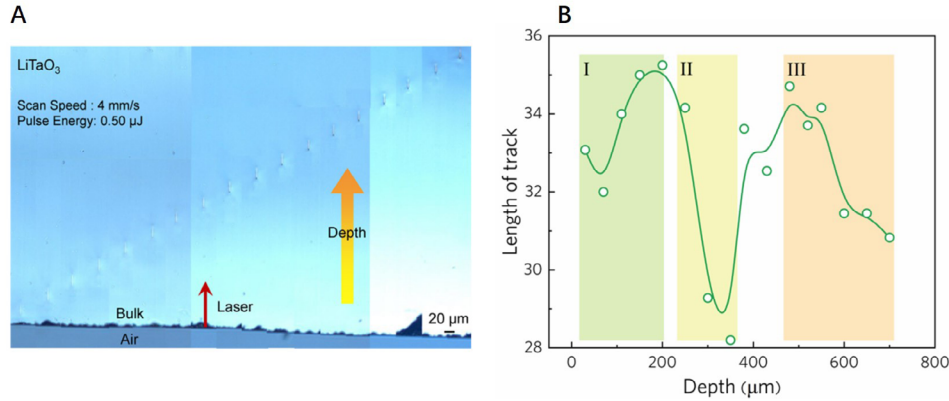 A
LiTaO₃
Scan Speed : 4 mm/s
Pulse Energy: 0.50 µJ
Depth
Laser
Bulk
Air
20 µm
B
I
II
III
Length of track
36
34
32
30
28
0
200
400
600
800
Depth (µm)